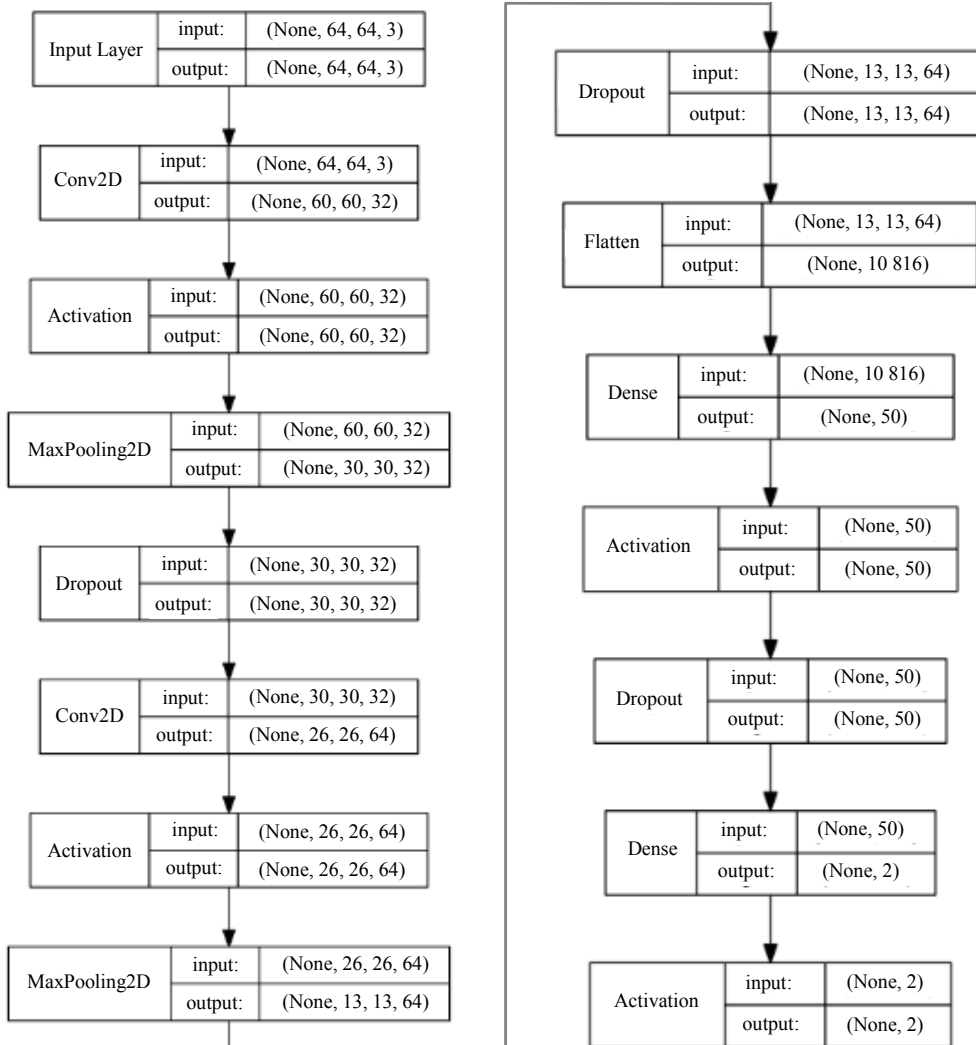 Input Layer
input: (None, 64, 64, 3)
output: (None, 64, 64, 3)
Conv2D
input: (None, 64, 64, 3)
output: (None, 60, 60, 32)
Activation
input: (None, 60, 60, 32)
output: (None, 60, 60, 32)
MaxPooling2D
input: (None, 60, 60, 32)
output: (None, 30, 30, 32)
Dropout
input: (None, 30, 30, 32)
output: (None, 30, 30, 32)
Conv2D
input: (None, 30, 30, 32)
output: (None, 26, 26, 64)
Activation
input: (None, 26, 26, 64)
output: (None, 26, 26, 64)
MaxPooling2D
input: (None, 26, 26, 64)
output: (None, 13, 13, 64)
Dropout
input: (None, 13, 13, 64)
output: (None, 13, 13, 64)
Flatten
input: (None, 13, 13, 64)
output: (None, 10 816)
Dense
input: (None, 10 816)
output: (None, 50)
Activation
input: (None, 50)
output: (None, 50)
Dropout
input: (None, 50)
output: (None, 50)
Dense
input: (None, 50)
output: (None, 2)
Activation
input: (None, 2)
output: (None, 2)